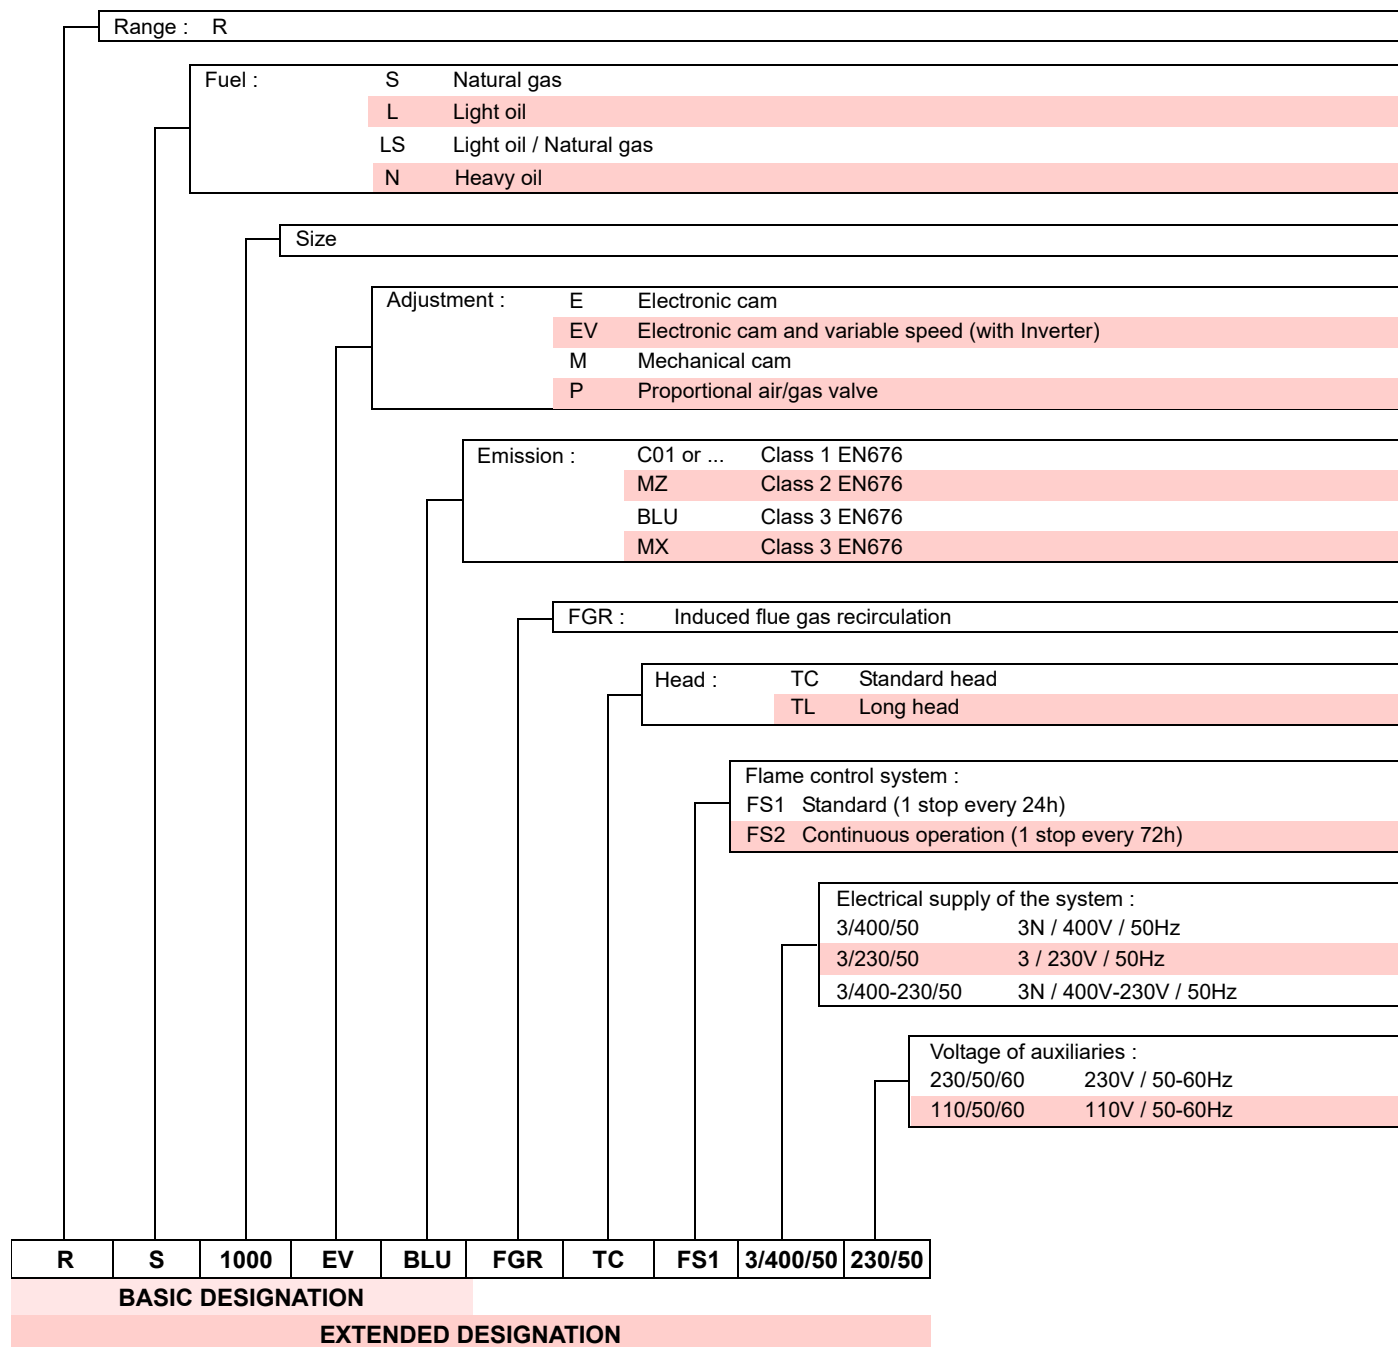 Range : R
Fuel : S Natural gas
L Light oil
LS Light oil / Natural gas
N Heavy oil
Size
Adjustment : E Electronic cam
EV Electronic cam and variable speed (with Inverter)
M Mechanical cam
P Proportional air/gas valve
Emission : C01 or ... Class 1 EN676
MZ Class 2 EN676
BLU Class 3 EN676
MX Class 3 EN676
FGR : Induced flue gas recirculation
Head : TC Standard head
TL Long head
Flame control system :
FS1 Standard (1 stop every 24h)
FS2 Continuous operation (1 stop every 72h)
Electrical supply of the system :
3/400/50 3N / 400V / 50Hz
3/230/50 3 / 230V / 50Hz
3/400-230/50 3N / 400V-230V / 50Hz
Voltage of auxiliaries :
230/50/60 230V / 50-60Hz
110/50/60 110V / 50-60Hz
R S 1000 EV BLU FGR TC FS1 3/400/50 230/50
BASIC DESIGNATION
EXTENDED DESIGNATION